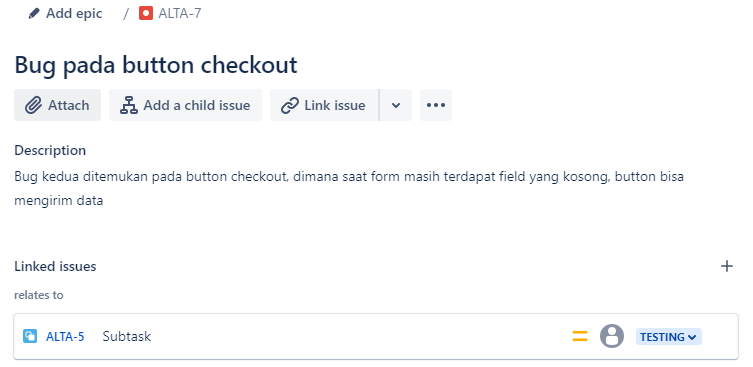 Add epic / ALTA-7
Bug pada button checkout
Attach Add a child issue Link issue
Description
Bug kedua ditemukan pada button checkout, dimana saat form masih terdapat field yang kosong, button bisa
mengirim data
Linked issues
relates to
ALTA-5 Subtask TESTING